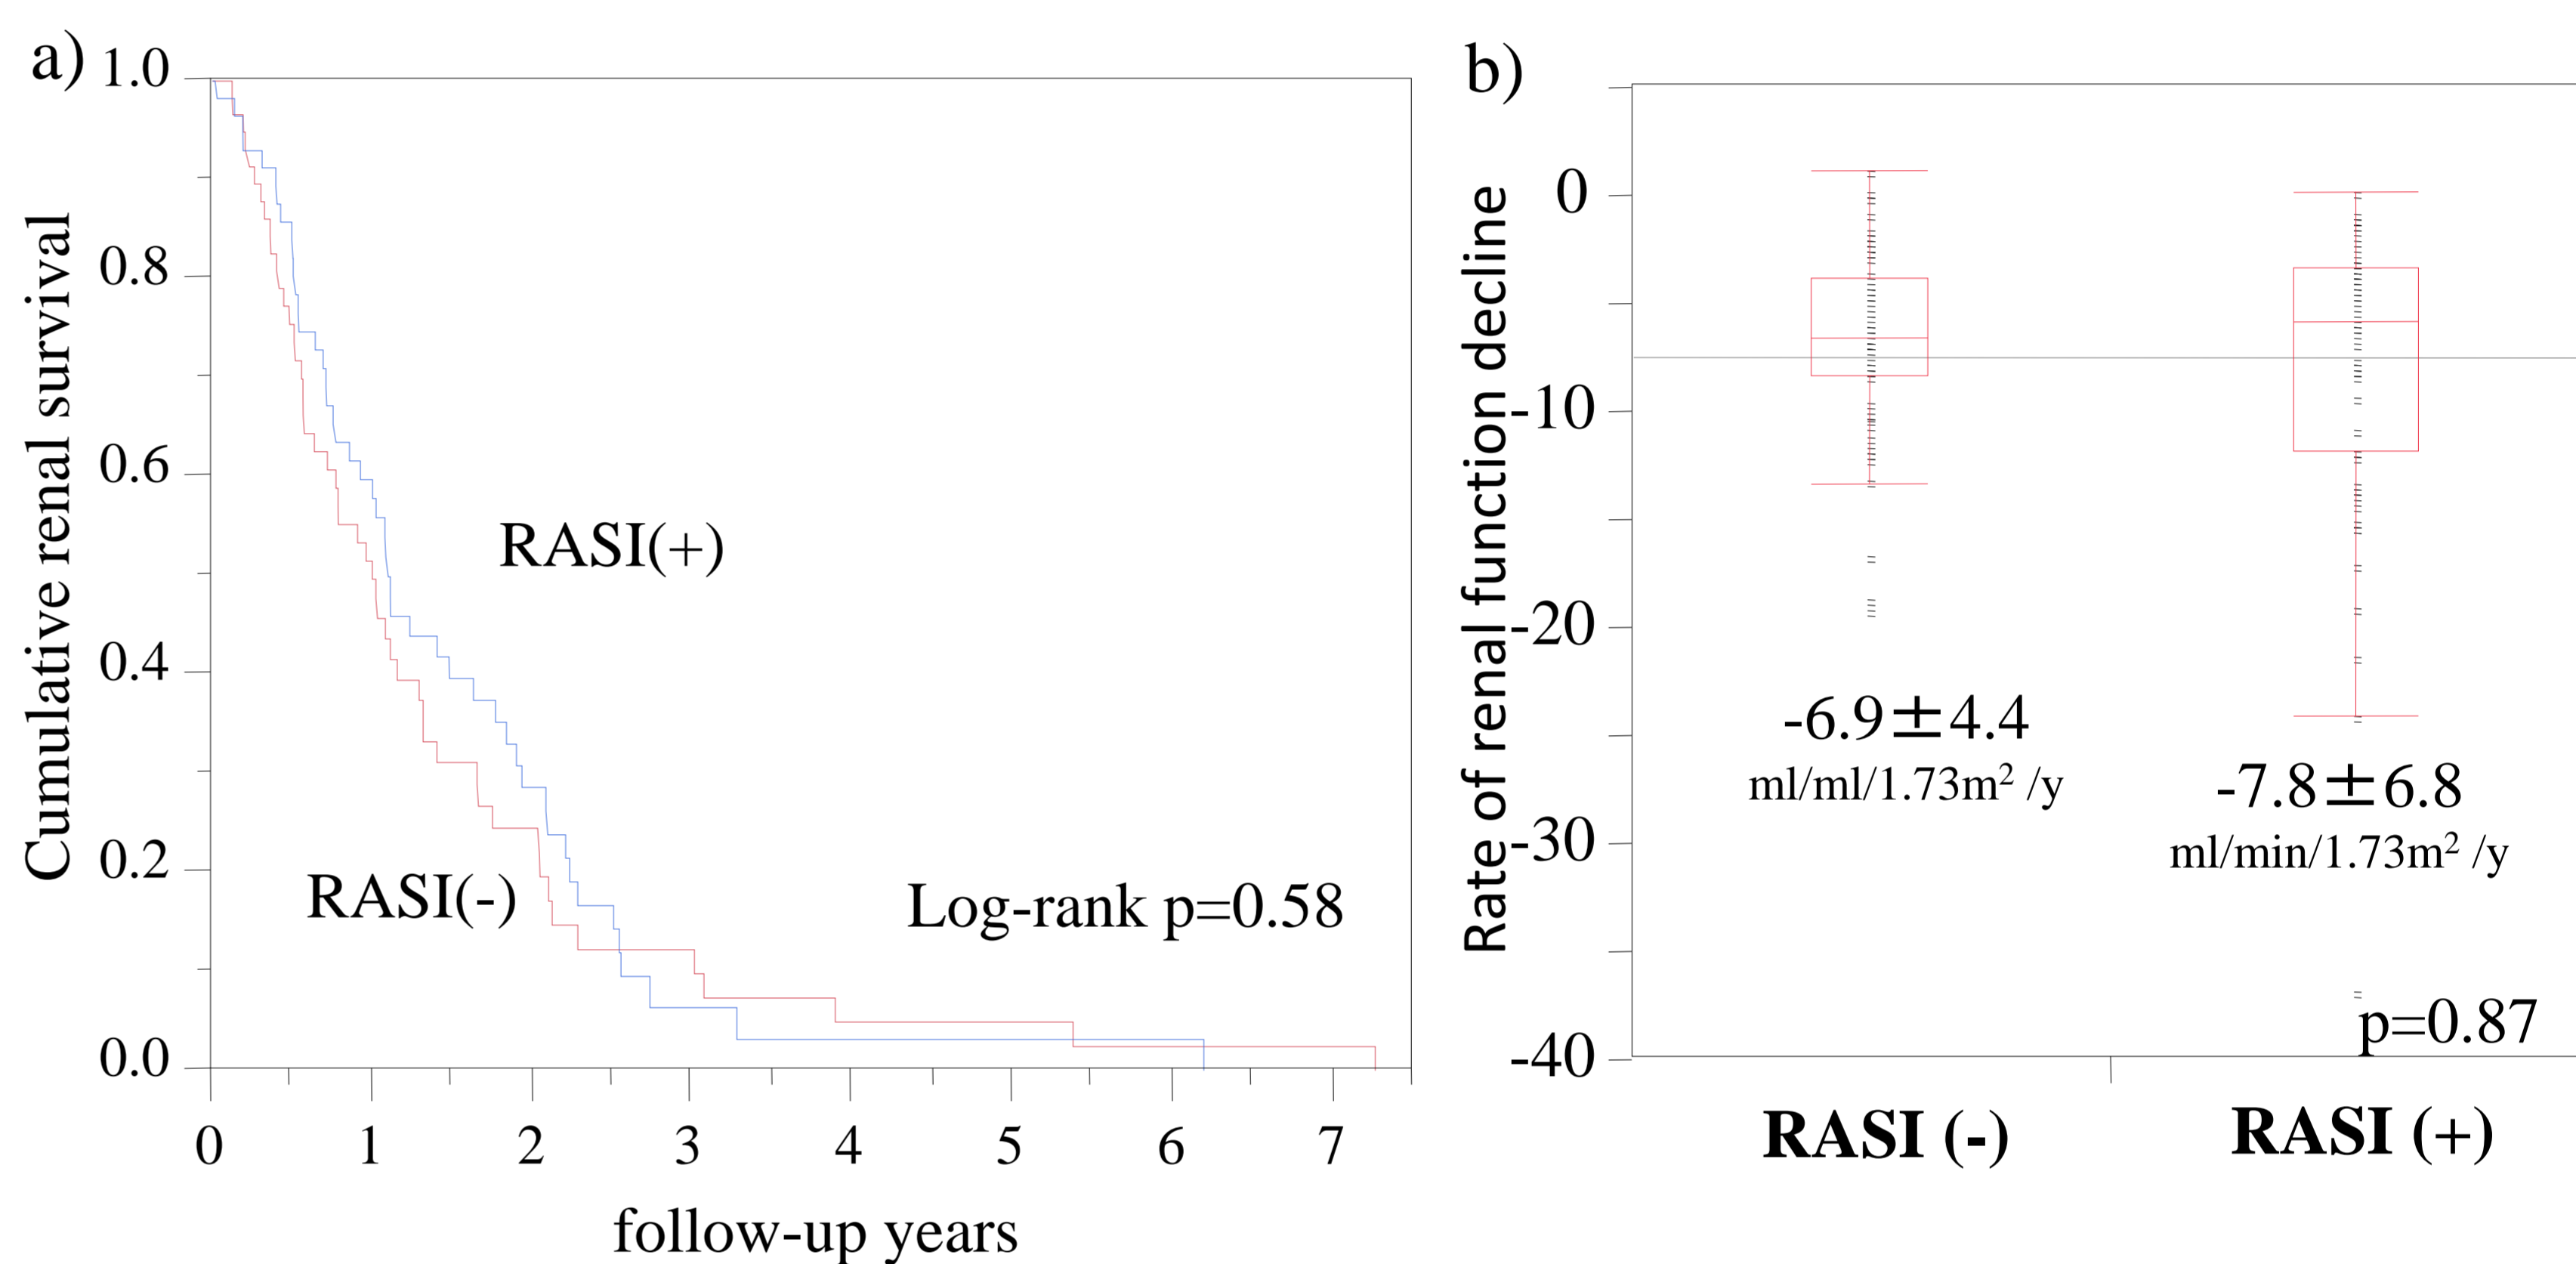 a)
Cumulative renal survival
1.0
0.8
0.6
0.4
0.2
0.0
RASI(+)
RASI(-)
Log-rank p=0.58
0 1 2 3 4 5 6 7
follow-up years
b)
Rate of renal function decline
0
-10
-20
-30
-40
-6.9±4.4
ml/ml/1.73m² /y
-7.8±6.8
ml/min/1.73m² /y
p=0.87
RASI (-) RASI (+)